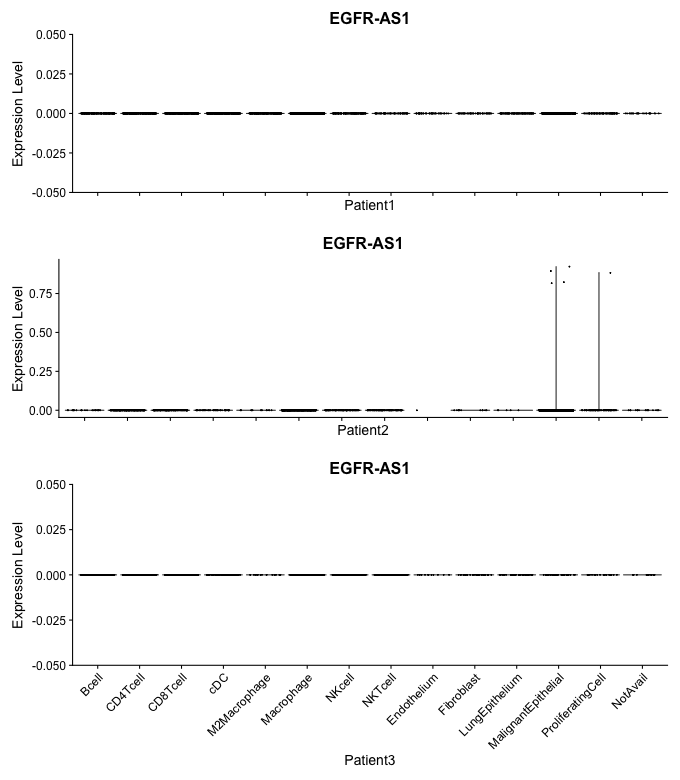 EGFR-AS1
Expression Level
0.050
0.025
0.000
-0.025
-0.050
Patient1
EGFR-AS1
Expression Level
0.75
0.50
0.25
0.00
Patient2
EGFR-AS1
Expression Level
0.050
0.025
0.000
-0.025
-0.050
Bcell
CD4Tcell
CD8Tcell
cDC
M2Macrophage
Macrophage
NKcell
NKTcell
Endothelium
Fibroblast
LungEpithelium
MalignantEpithelial
ProliferatingCell
NotAvail
Patient3